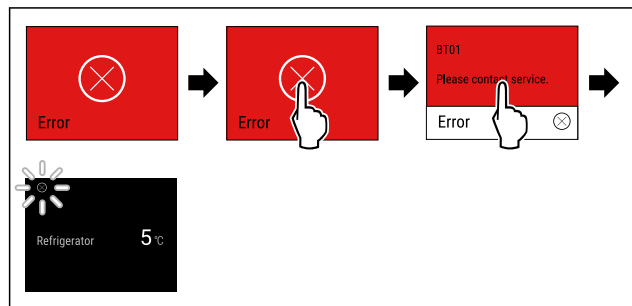 Error
Error
BT01
Please contact service.
Error
Refrigerator 5 °C